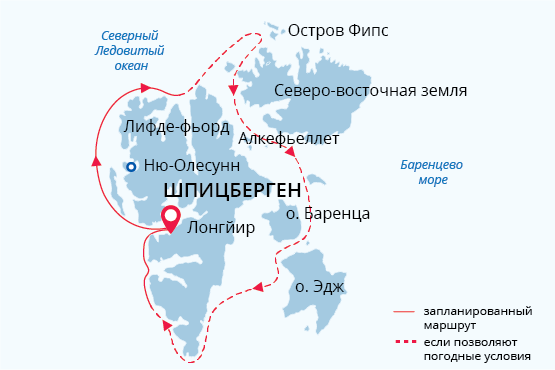 Северный
Ледовитый
океан
Остров Фипс
Северо-восточная земля
Лифде-фьорд
Алкефьеллет
Нью-Олесунн
Баренцево
море
ШПИЦБЕРГЕН
о. Баренца
Лонгйир
о. Эдж
запланированный
маршрут
если позволяют
погодные условия